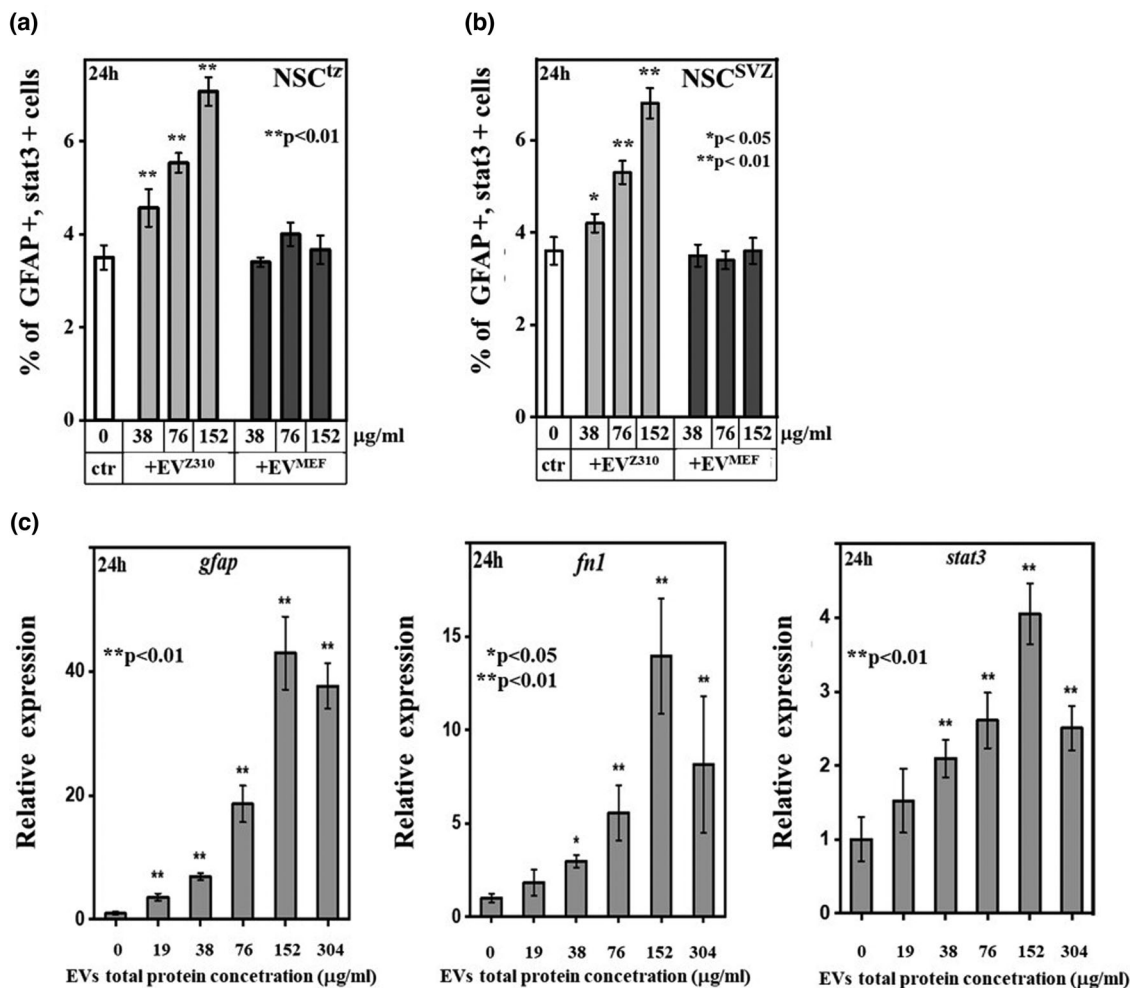 (a)
24h
NSCtz
**
**
**
**p<0.01
% of GFAP+, stat3 + cells
6
4
2
0
0 38 76 152 38 76 152 μg/ml
ctr +EVZ310 +EVMEF
(b)
24h
NSCSVZ
**
**
*
*p< 0.05
**p< 0.01
% of GFAP+, stat3 + cells
6
4
2
0
0 38 76 152 38 76 152 μg/ml
ctr +EVZ310 +EVMEF
(c)
24h gfap
**
**
**
**
**
**p<0.01
Relative expression
40
20
0
0 19 38 76 152 304
EVs total protein concetration (μg/ml)
24h fn1
**
**
**
*
*p<0.05
**p<0.01
Relative expression
15
10
5
0
0 19 38 76 152 304
EVs total protein concetration (μg/ml)
24h stat3
**
**
**
**
**p<0.01
Relative expression
4
3
2
1
0
0 19 38 76 152 304
EVs total protein concetration (μg/ml)